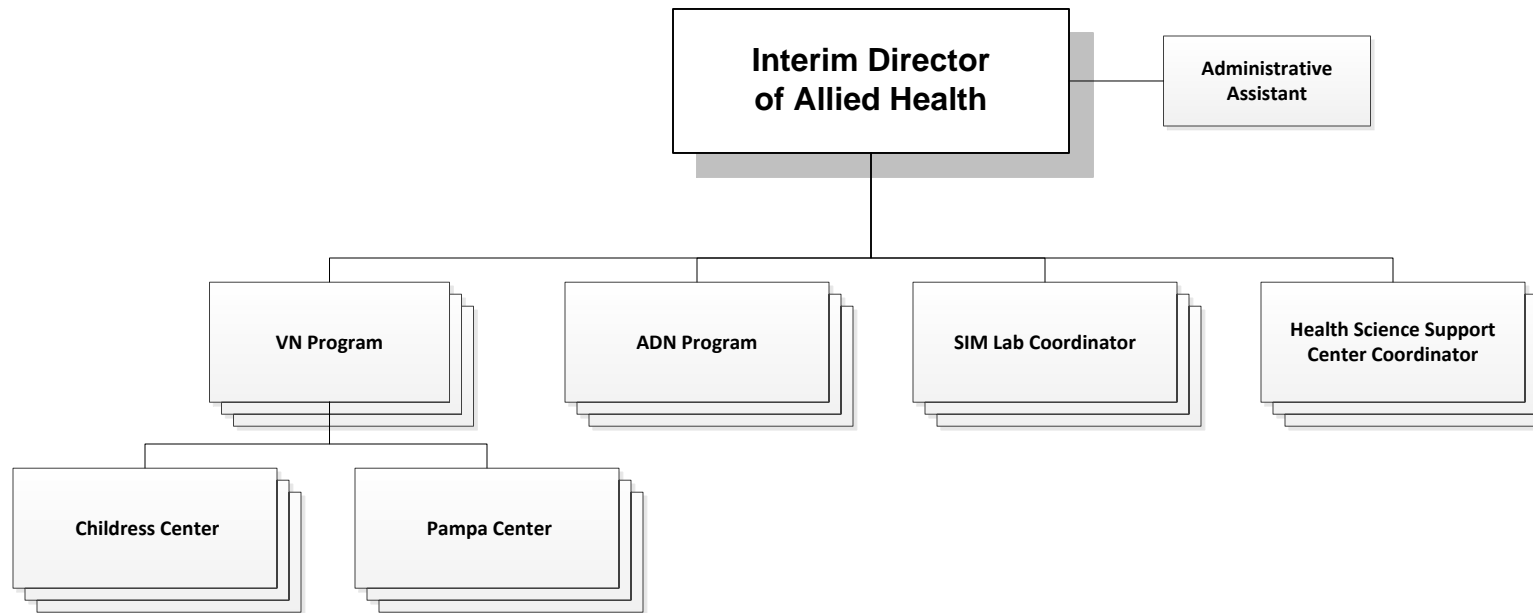 Interim Director
of Allied Health
Administrative
Assistant
VN Program
ADN Program
SIM Lab Coordinator
Health Science Support
Center Coordinator
Childress Center
Pampa Center